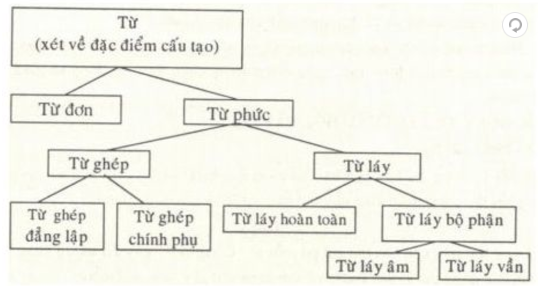 Từ
(xét về đặc điểm cấu tạo)
Từ đơn
Từ phức
Từ ghép
Từ láy
Từ ghép
đẳng lập
Từ ghép
chính phụ
Từ láy hoàn toàn
Từ láy bộ phận
Từ láy âm
Từ láy vần